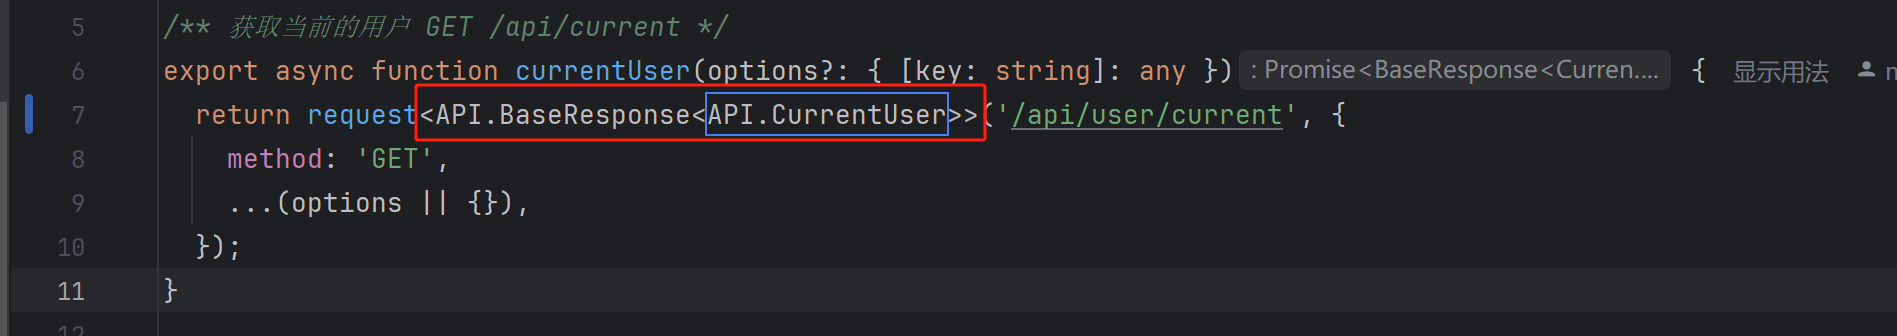 5 /** 获取当前的用户 GET /api/current */
6 export async function currentUser(options?: { [key: string]: any }) : Promise<BaseResponse<Curren.... { 显示用法
7 return request<API.BaseResponse<API.CurrentUser>>('/api/user/current', {
8 method: 'GET',
9 ...(options || {}),
10 });
11 }
12